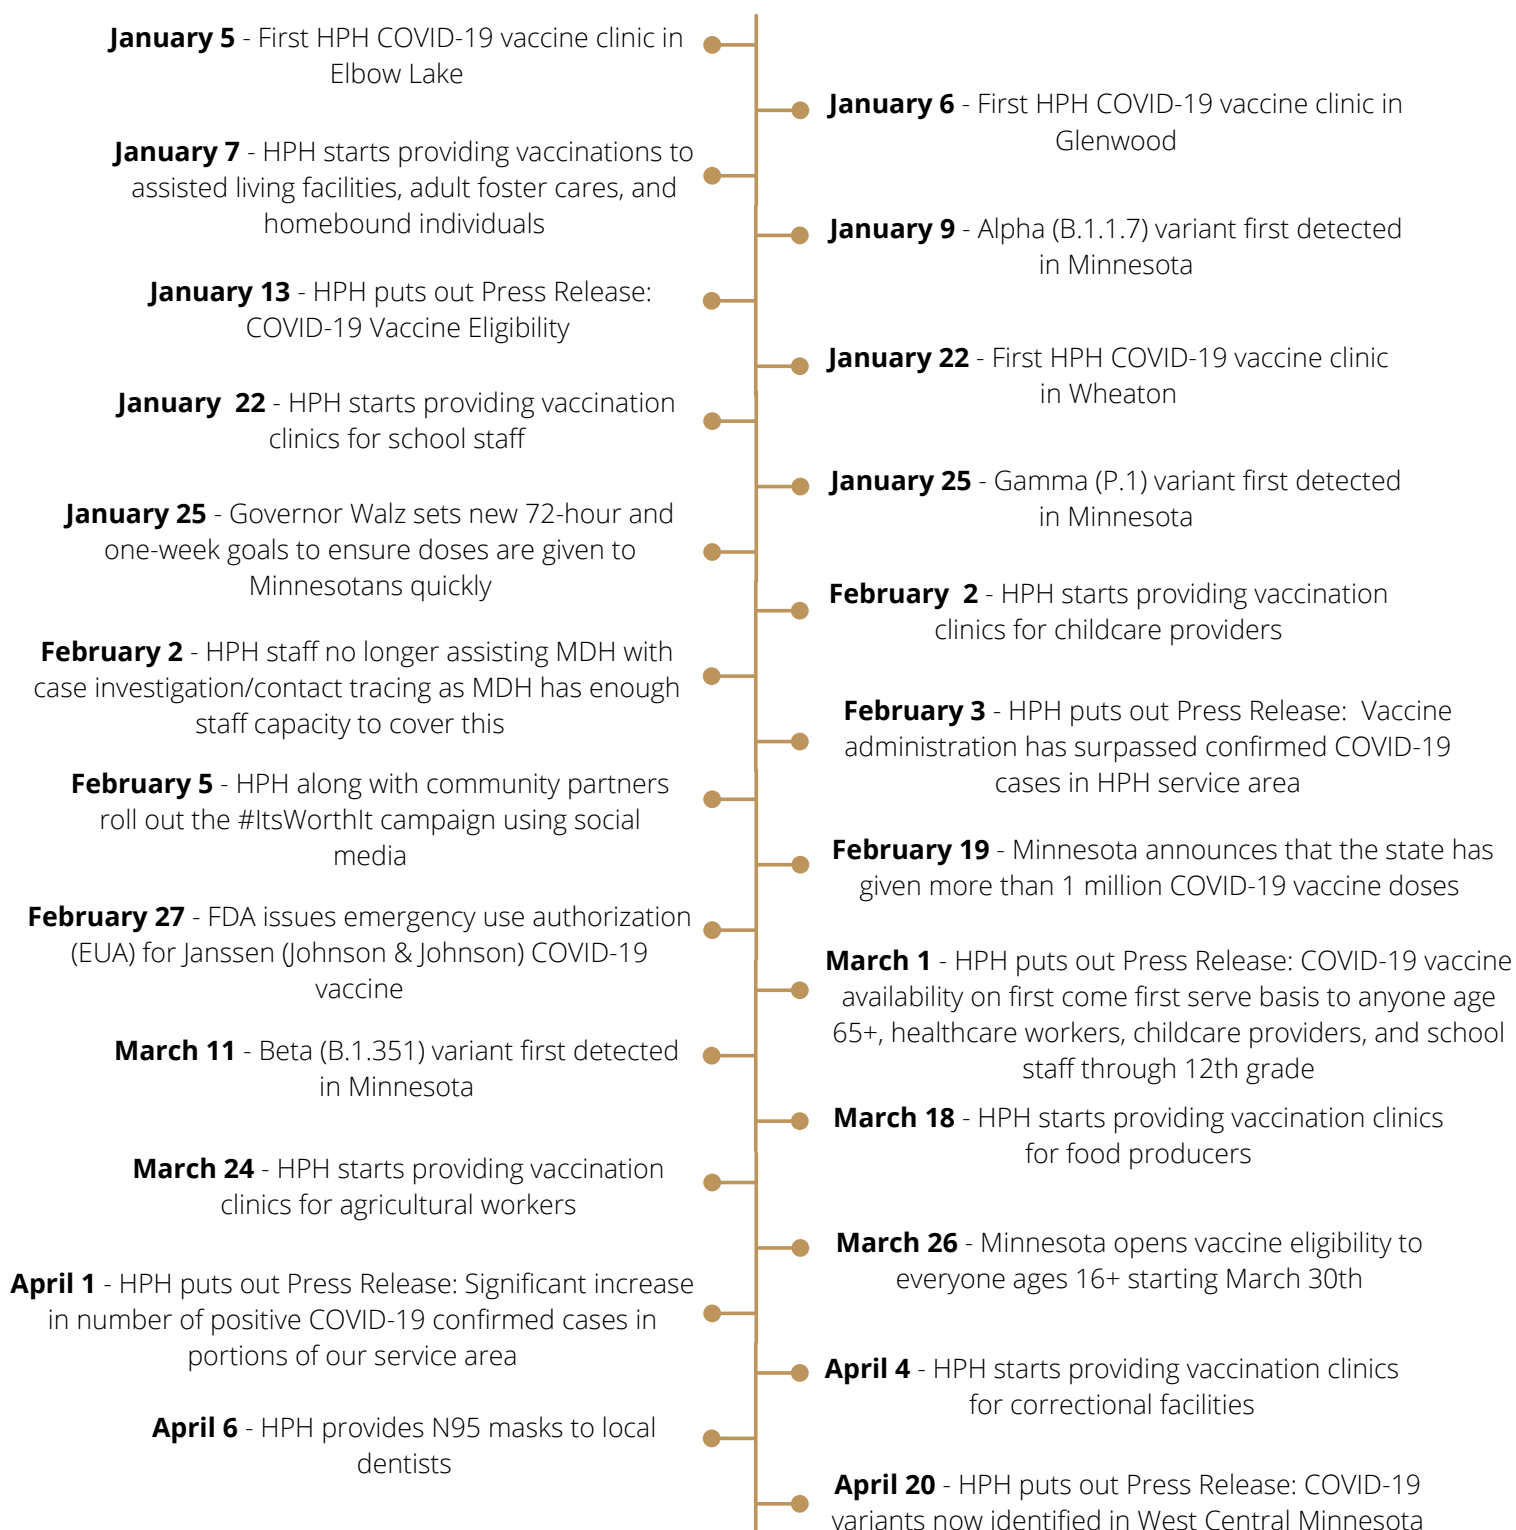 January 5 - First HPH COVID-19 vaccine clinic in
Elbow Lake
January 6 - First HPH COVID-19 vaccine clinic in
Glenwood
January 7 - HPH starts providing vaccinations to
assisted living facilities, adult foster cares, and
homebound individuals
January 9 - Alpha (B.1.1.7) variant first detected
in Minnesota
January 13 - HPH puts out Press Release:
COVID-19 Vaccine Eligibility
January 22 - First HPH COVID-19 vaccine clinic
in Wheaton
January  22 - HPH starts providing vaccination
clinics for school staff
January 25 - Gamma (P.1) variant first detected
in Minnesota
January 25 - Governor Walz sets new 72-hour and
one-week goals to ensure doses are given to
Minnesotans quickly
February  2 - HPH starts providing vaccination
clinics for childcare providers
February 2 - HPH staff no longer assisting MDH with
case investigation/contact tracing as MDH has enough
staff capacity to cover this
February 3 - HPH puts out Press Release:  Vaccine
administration has surpassed confirmed COVID-19
cases in HPH service area
February 5 - HPH along with community partners
roll out the #ItsWorthIt campaign using social
media
February 19 - Minnesota announces that the state has
given more than 1 million COVID-19 vaccine doses
February 27 - FDA issues emergency use authorization
(EUA) for Janssen (Johnson & Johnson) COVID-19
vaccine
March 1 - HPH puts out Press Release: COVID-19 vaccine
availability on first come first serve basis to anyone age
65+, healthcare workers, childcare providers, and school
staff through 12th grade
March 11 - Beta (B.1.351) variant first detected
in Minnesota
March 18 - HPH starts providing vaccination clinics
for food producers
March 24 - HPH starts providing vaccination
clinics for agricultural workers
March 26 - Minnesota opens vaccine eligibility to
everyone ages 16+ starting March 30th
April 1 - HPH puts out Press Release: Significant increase
in number of positive COVID-19 confirmed cases in
portions of our service area
April 4 - HPH starts providing vaccination clinics
for correctional facilities
April 6 - HPH provides N95 masks to local
dentists
April 20 - HPH puts out Press Release: COVID-19
variants now identified in West Central Minnesota